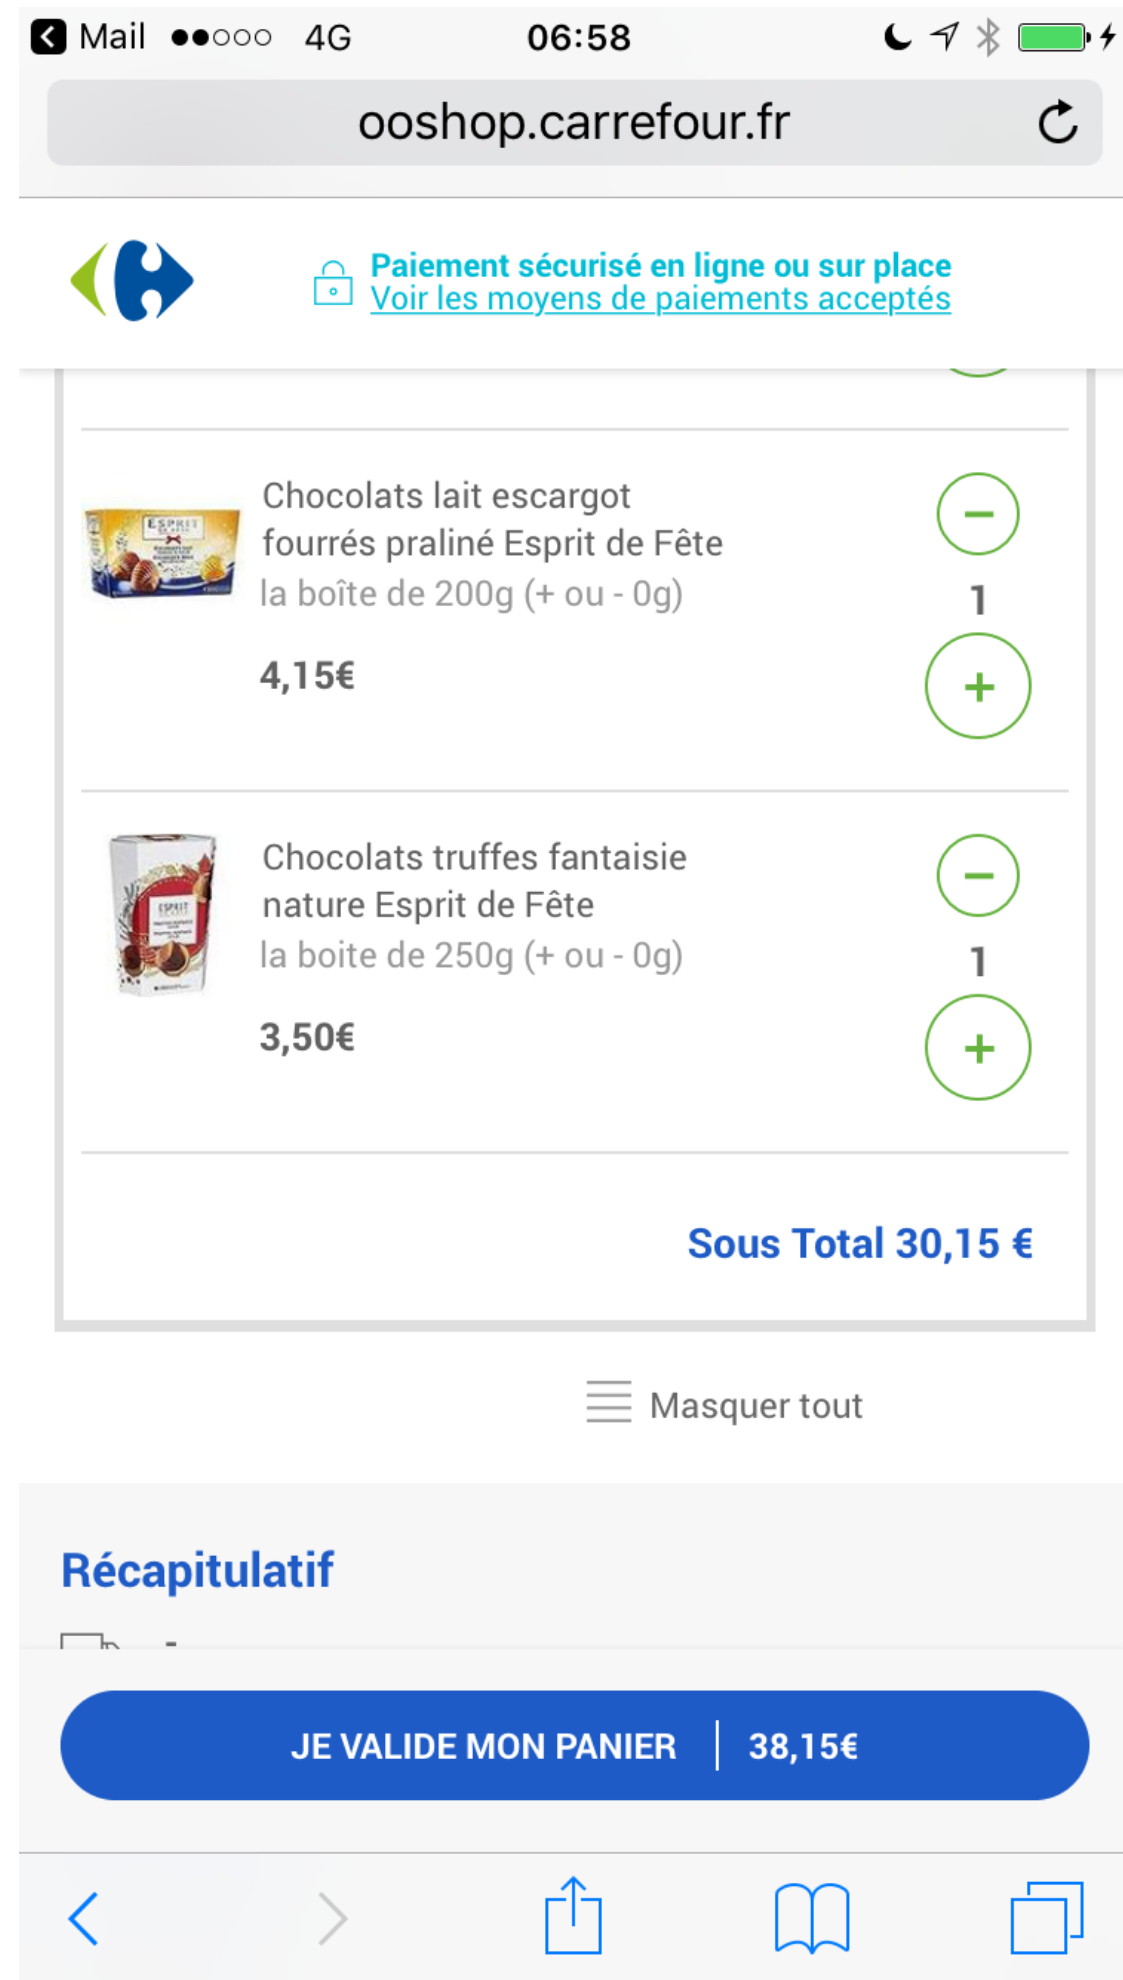 Mail 4G 06:58
ooshop.carrefour.fr
Paiement sécurisé en ligne ou sur place
Voir les moyens de paiements acceptés
Chocolats lait escargot
fourrés praliné Esprit de Fête
la boîte de 200g (+ ou - 0g)
4,15€
−
1
+
ESPRIT
Chocolats truffes fantaisie
nature Esprit de Fête
la boite de 250g (+ ou - 0g)
3,50€
−
1
+
ESPRIT
Sous Total 30,15 €
Masquer tout
Récapitulatif
JE VALIDE MON PANIER | 38,15€